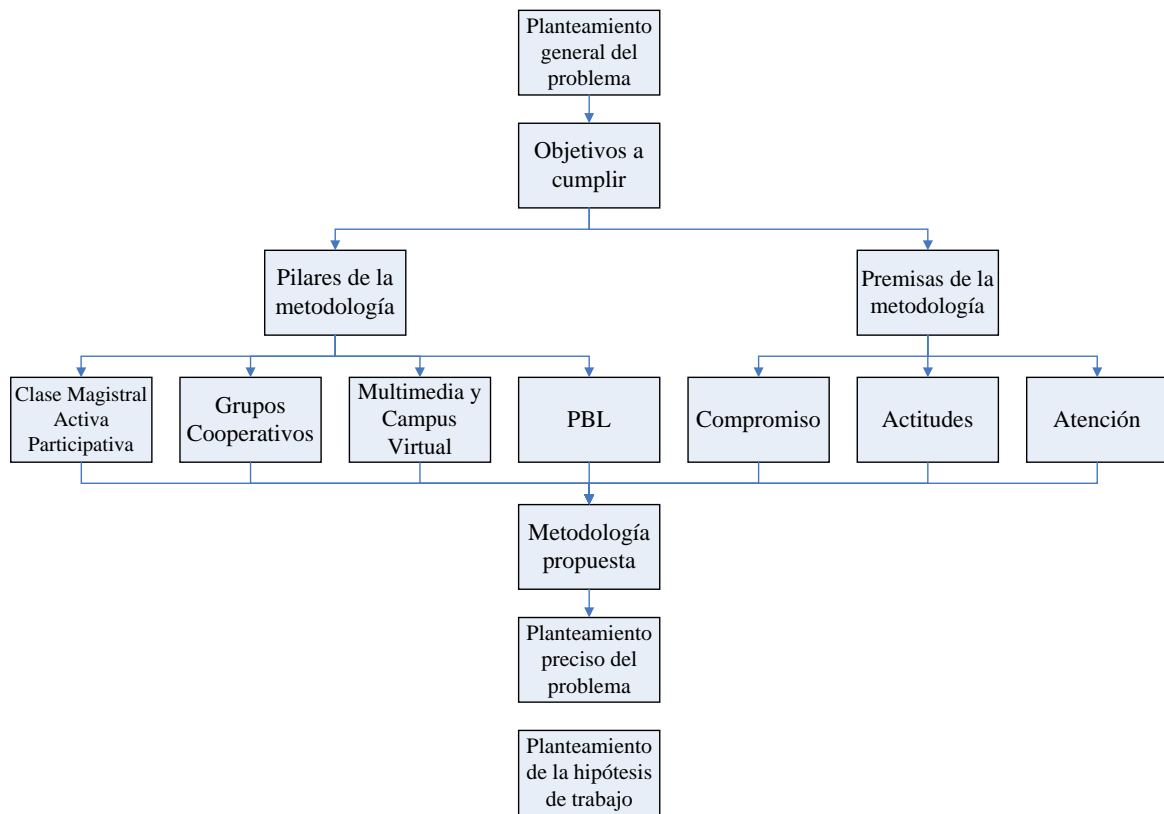 Planteamiento
general del
problema
Objetivos a
cumplir
Pilares de la
metodología
Premisas de la
metodología
Clase Magistral
Activa
Participativa
Grupos
Cooperativos
Multimedia y
Campus
Virtual
PBL
Compromiso
Actitudes
Atención
Metodología
propuesta
Planteamiento
preciso del
problema
Planteamiento
de la hipótesis
de trabajo